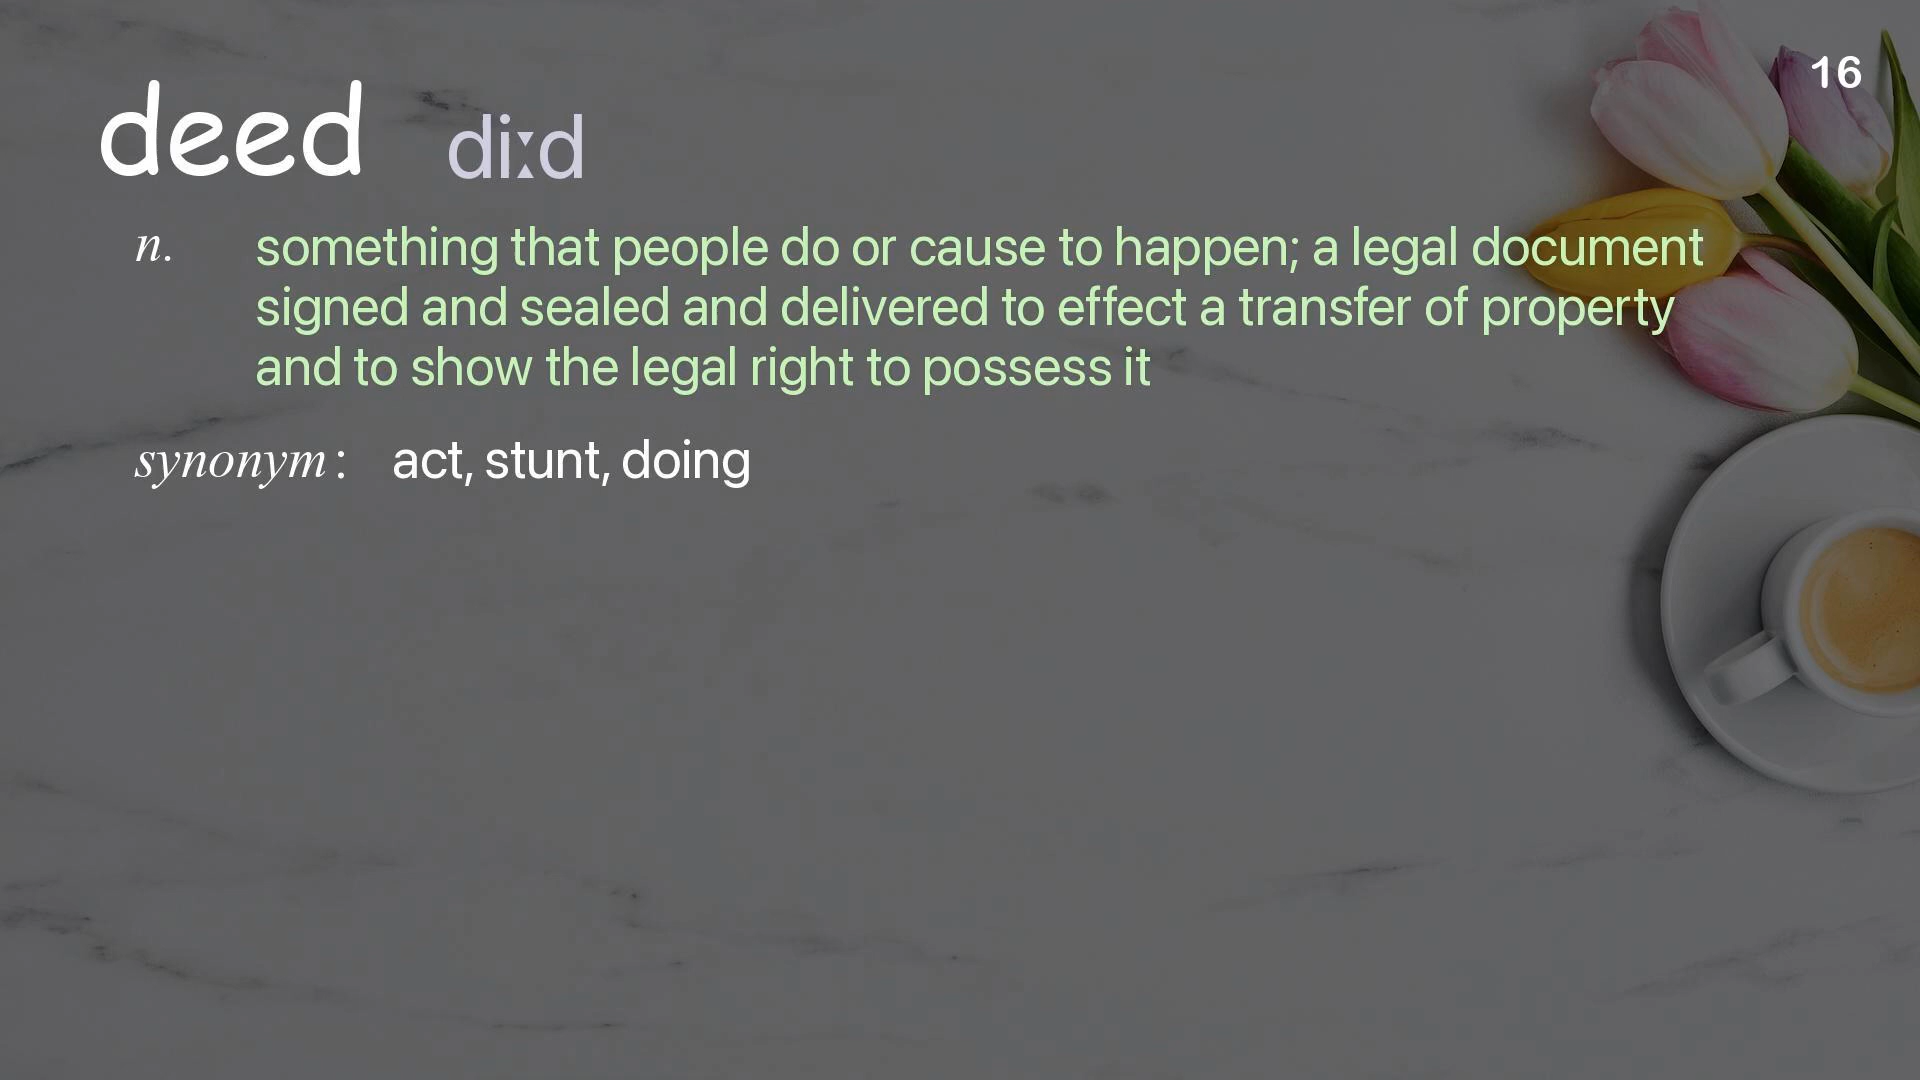 16
deed diːd
n. something that people do or cause to happen; a legal document
signed and sealed and delivered to effect a transfer of property
and to show the legal right to possess it
synonym: act, stunt, doing